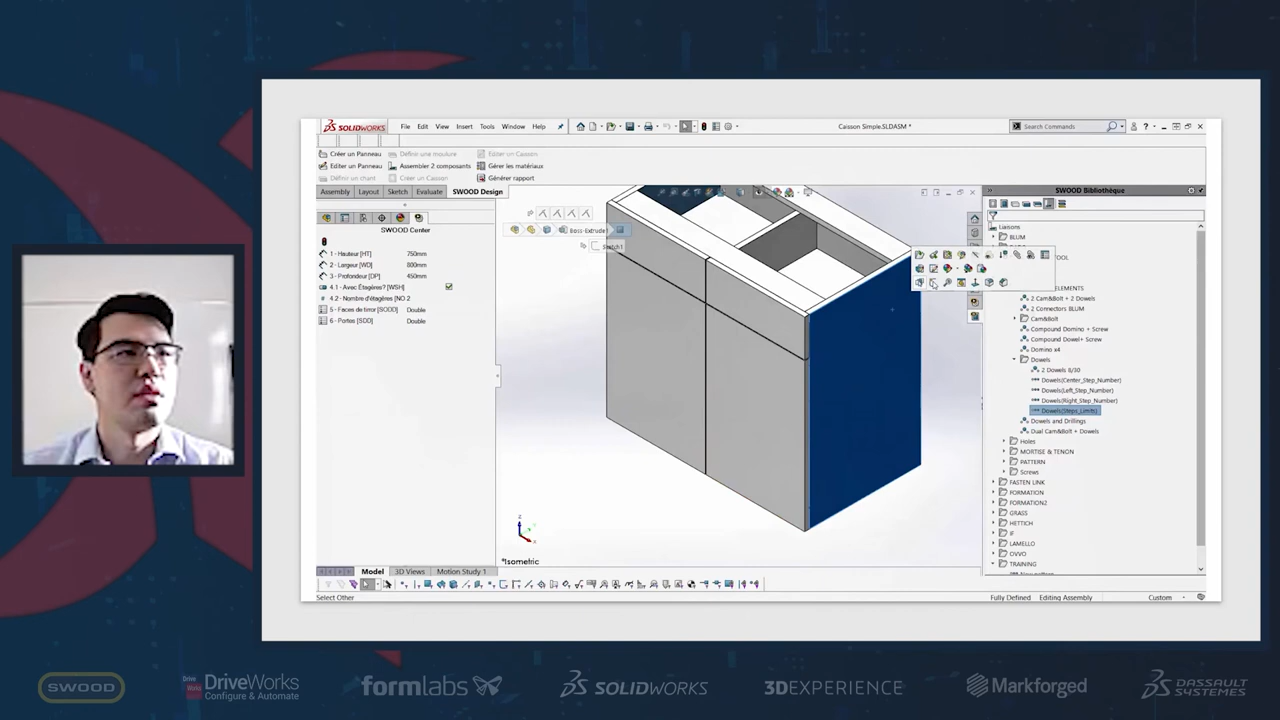 SOLIDWORKS
File Edit View Insert Tools Window Help
Caisson Simple.SLDASM *
Search Commands
Créer un Panneau
Définir une moulure
Editer un Caisson
Editer un Panneau
Assembler 2 composants
Gérer les matériaux
Définir un chant
Créer un Caisson
Générer rapport
Assembly Layout Sketch Evaluate SWOOD Design
SWOOD Center
1 - Hauteur [HT] 750mm
2 - Largeur [WD] 800mm
3 - Profondeur [DP] 450mm
4.1 - Avec Étagères? [WSH]
4.2 - Nombre d'étagères [NO 2
5 - Faces de tirroir [SOD] Double
6 - Portes [SDD] Double
Boss-Extrude1
Sketch1
*Isometric
SWOOD Bibliothèque
Liaisons
BLUM
2 Cam&Bolt + 2 Dowels
2 Connectors BLUM
Cam&Bolt
Compound Domino + Screw
Compound Dowel+ Screw
Domino x4
Dowels
2 Dowels 8/30
Dowels(Center_Step_Number)
Dowels(Left_Step_Number)
Dowels(Right_Step_Number)
Dowels(Steps_Limits)
Dowels and Drillings
Dual Cam&Bolt + Dowels
Holes
MORTISE & TENON
PATTERN
Screws
FASTEN LINK
FORMATION
FORMATION2
GRASS
HETTICH
IF
LAMELLO
OVVO
TRAINING
Model 3D Views Motion Study 1
Select Other
Fully Defined Editing Assembly Custom
SWOOD
DriveWorks
Configure & Automate
formlabs
SOLIDWORKS
3DEXPERIENCE
Markforged
DASSAULT SYSTEMES